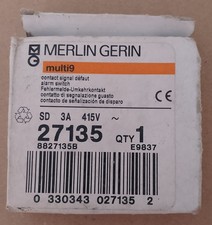 MERLIN GERIN
multi9
contact signal défaut
alarm switch
Fehlermelde-Umkehrkontakt
contatto di segnalazione guasto
contacto de señalización de disparo
CE
SD 3A 415V ~
27135 QTY 1
8827135B E9837
0 330343 027135 2